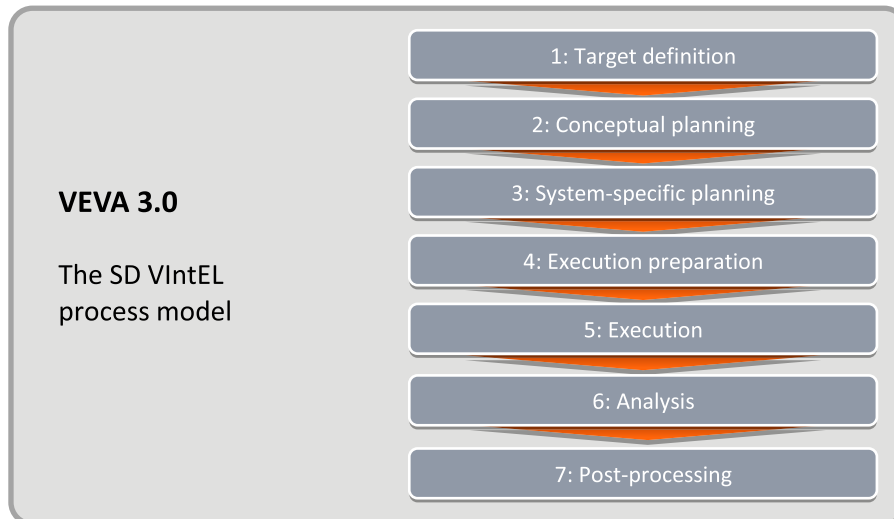 VEVA 3.0
The SD VIntEL
process model
1: Target definition
2: Conceptual planning
3: System-specific planning
4: Execution preparation
5: Execution
6: Analysis
7: Post-processing